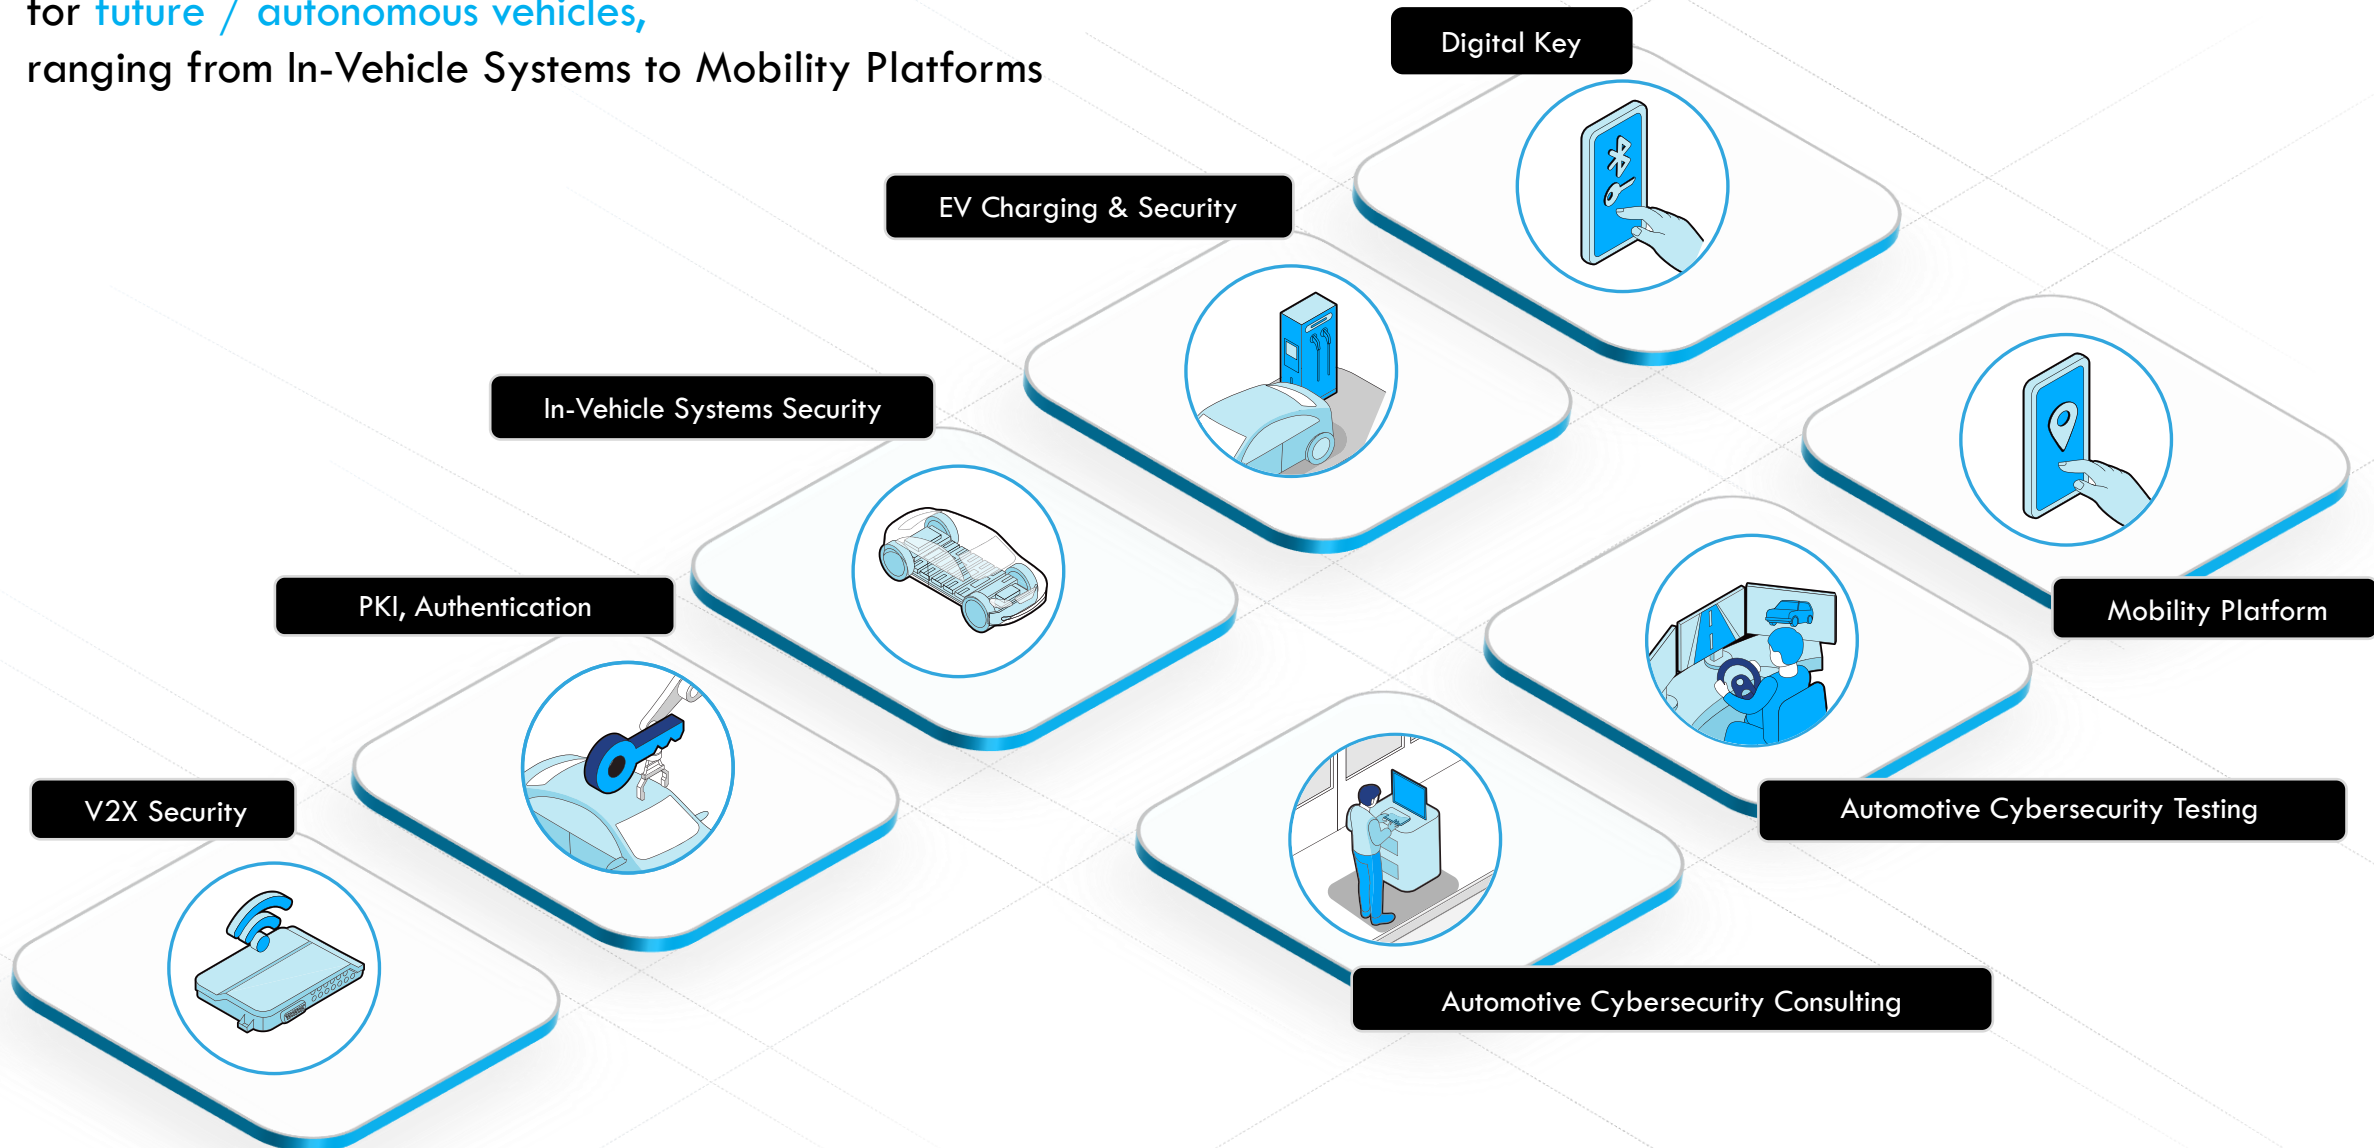 for future / autonomous vehicles,
ranging from In-Vehicle Systems to Mobility Platforms
Digital Key
EV Charging & Security
In-Vehicle Systems Security
PKI, Authentication
Mobility Platform
V2X Security
Automotive Cybersecurity Testing
Automotive Cybersecurity Consulting